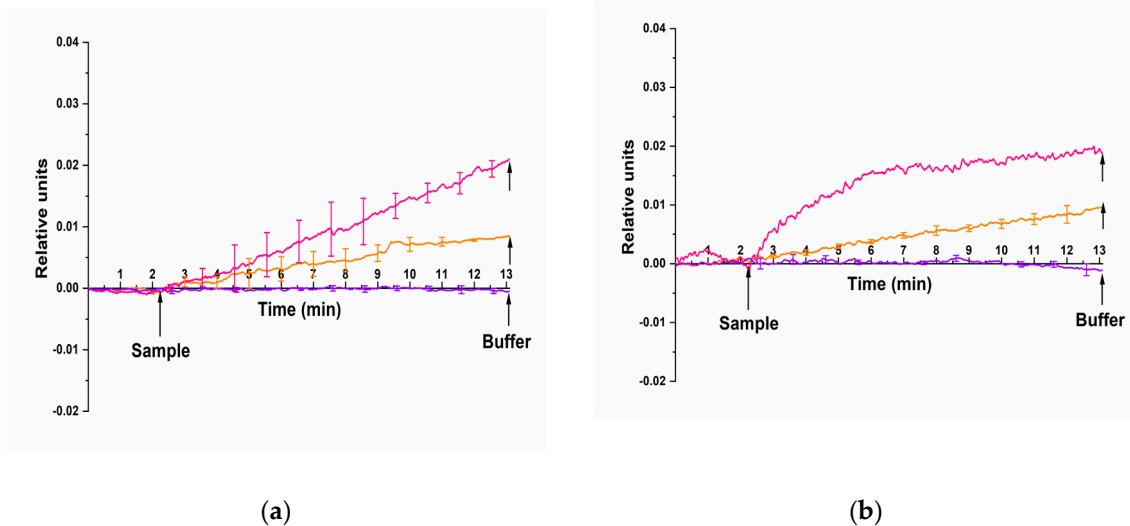 0.04
0.03
0.02
0.01
0.00
-0.01
-0.02
Relative units
1 2 3 4 5 6 7 8 9 10 11 12 13
Time (min)
Sample
Buffer
(a)
0.04
0.03
0.02
0.01
0.00
-0.01
-0.02
Relative units
1 2 3 4 5 6 7 8 9 10 11 12 13
Time (min)
Sample
Buffer
(b)